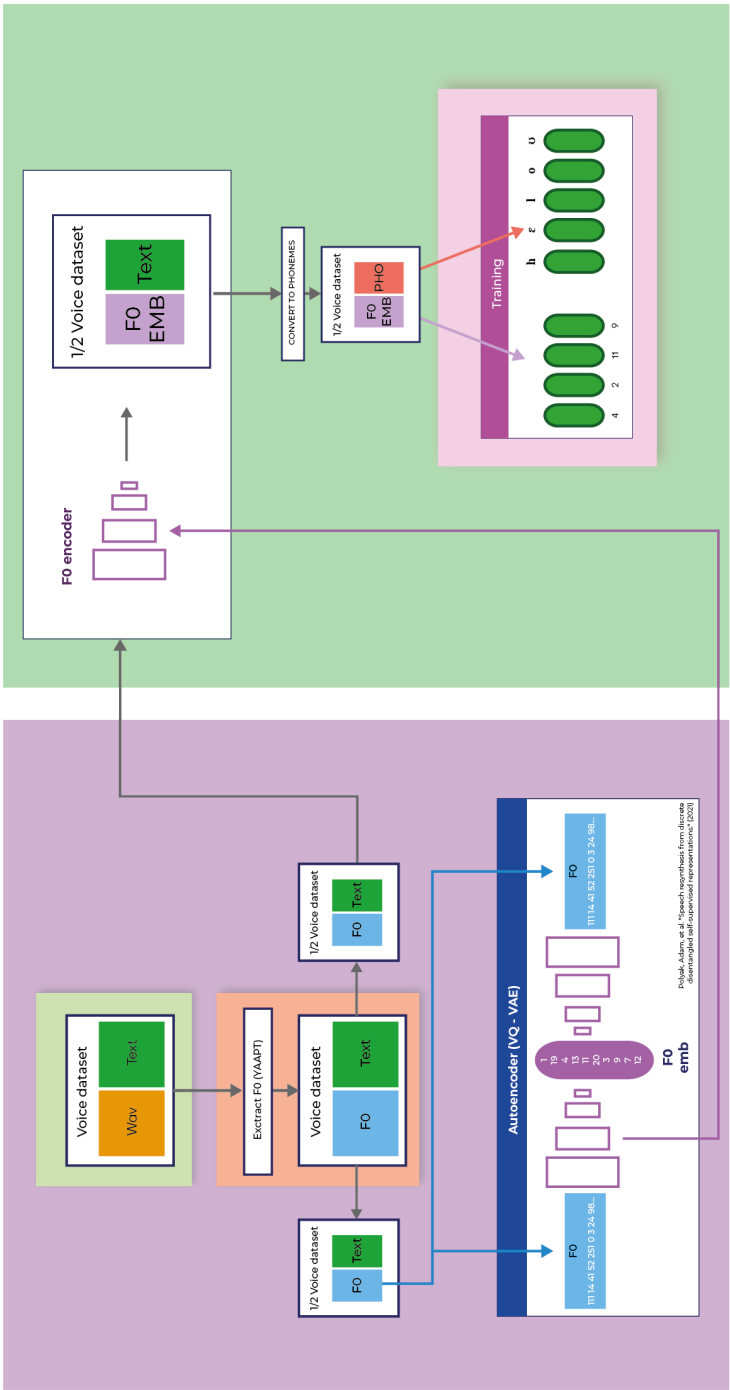 Voice dataset
Wav
Text
Exctract F0 (YAAPT)
Voice dataset
F0
Text
1/2 Voice dataset
F0
Text
1/2 Voice dataset
F0
Text
Autoencoder (VQ - VAE)
F0
111 14 41 52 251 0 3 24 98...
1
19
4
13
11
20
3
9
7
12
F0
emb
F0
111 14 41 52 251 0 3 24 98...
Polyak, Adam, et al. "Speech resynthesis from discrete
disentangled self-supervised representations." (2021)
F0 encoder
1/2 Voice dataset
F0
EMB
Text
CONVERT TO PHONEMES
1/2 Voice dataset
F0
EMB
PHO
Training
4 2 11 9
h ɛ l o ʊ